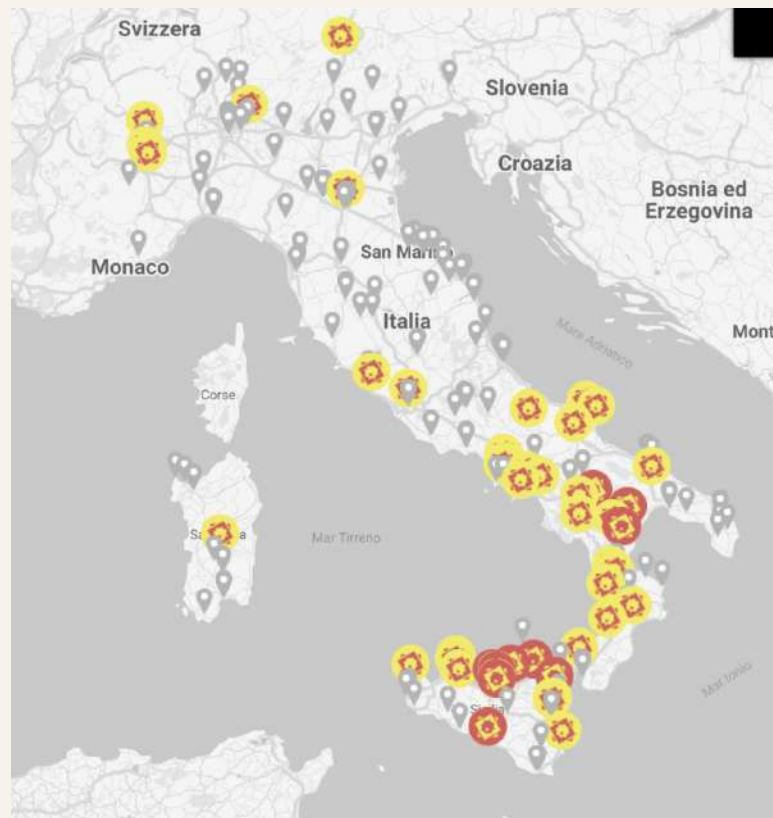 Svizzera
Slovenia
Croazia
Bosnia ed
Erzegovina
San Marino
Monaco
Italia
Mare Adriatico
Mont
Corse
Mar Tirreno
Mar Ionio